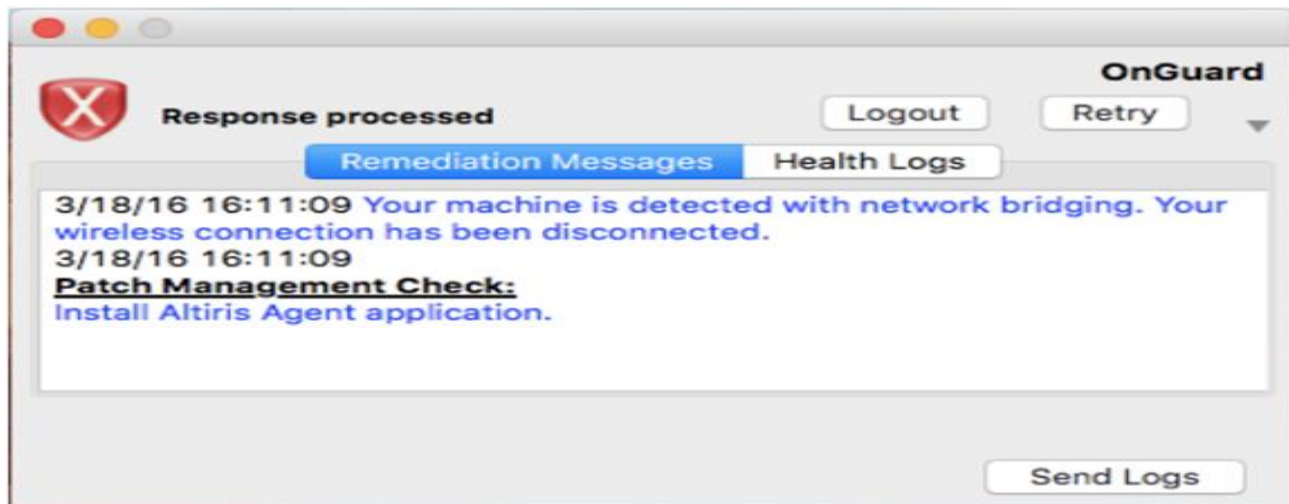 OnGuard
Response processed
Logout
Retry
Remediation Messages
Health Logs
3/18/16 16:11:09 Your machine is detected with network bridging. Your
wireless connection has been disconnected.
3/18/16 16:11:09
Patch Management Check:
Install Altiris Agent application.
Send Logs